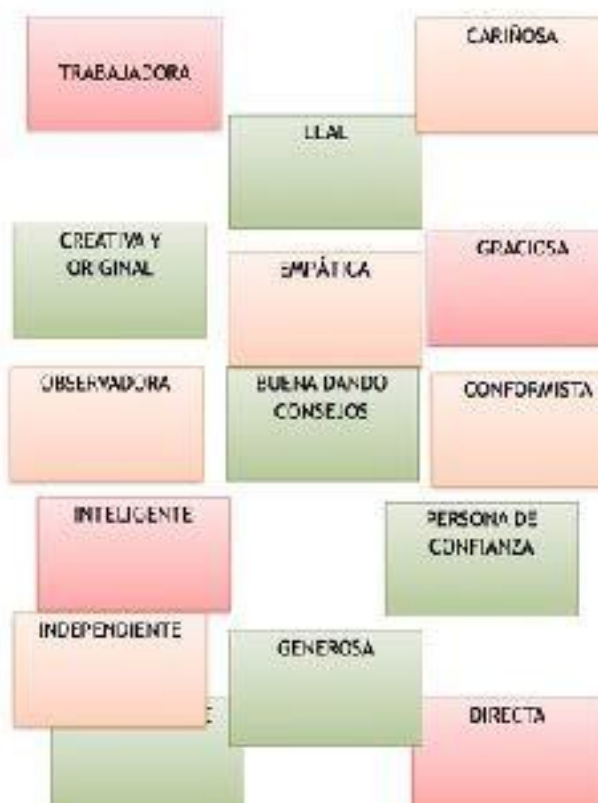 TRABAJADORA
CARIÑOSA
LEAL
CREATIVA Y
ORIGINAL
EMPÁTICA
GRACIOSA
OBSERVADORA
BUENA DANDO
CONSEJOS
CONFORMISTA
INTELIGENTE
PERSONA DE
CONFIANZA
INDEPENDIENTE
GENEROSA
DIRECTA